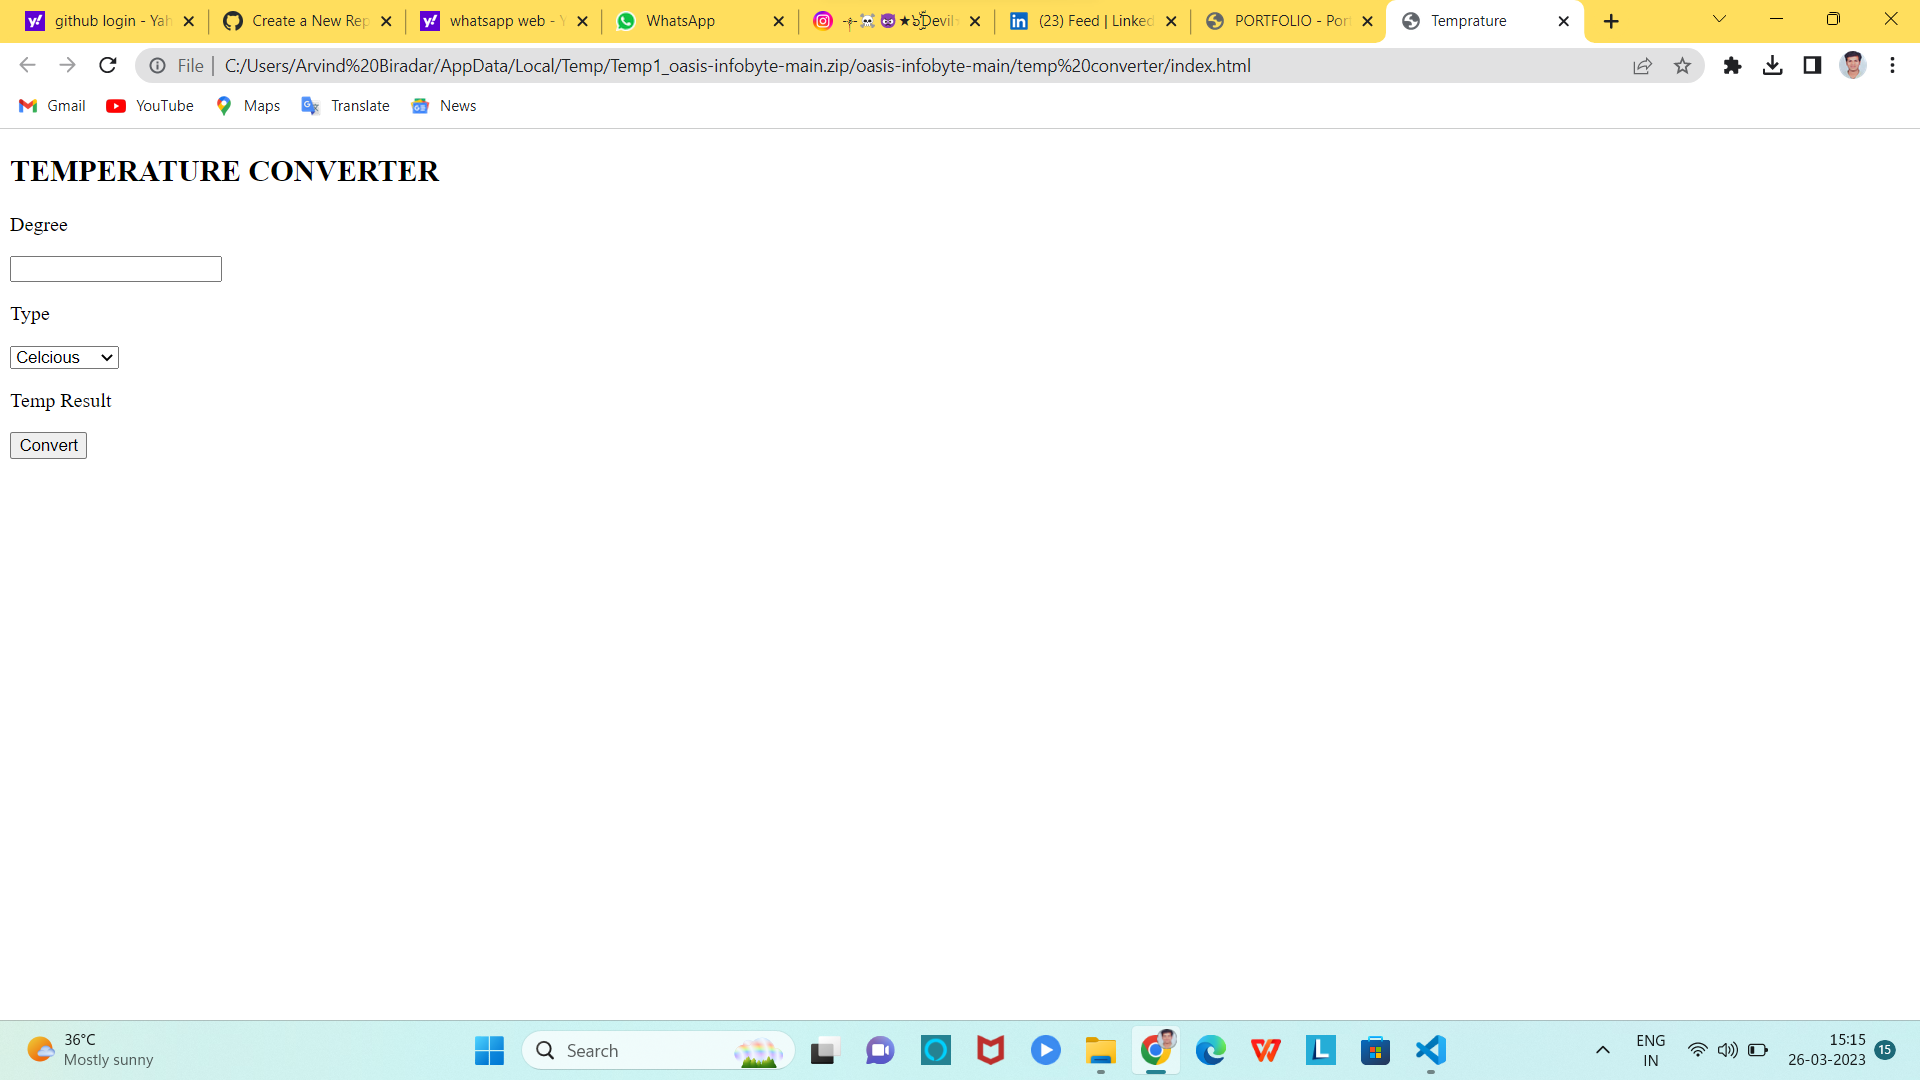 github login - Yah
Create a New Rep
whatsapp web - Y
WhatsApp
(23) Feed | Linked
PORTFOLIO - Port
Temprature
File | C:/Users/Arvind%20Biradar/AppData/Local/Temp/Temp1_oasis-infobyte-main.zip/oasis-infobyte-main/temp%20converter/index.html
Gmail
YouTube
Maps
Translate
News
TEMPERATURE CONVERTER
Degree
Type
Celcious
Temp Result
Convert
36°C
Mostly sunny
Search
ENG
IN
15:15
26-03-2023
15